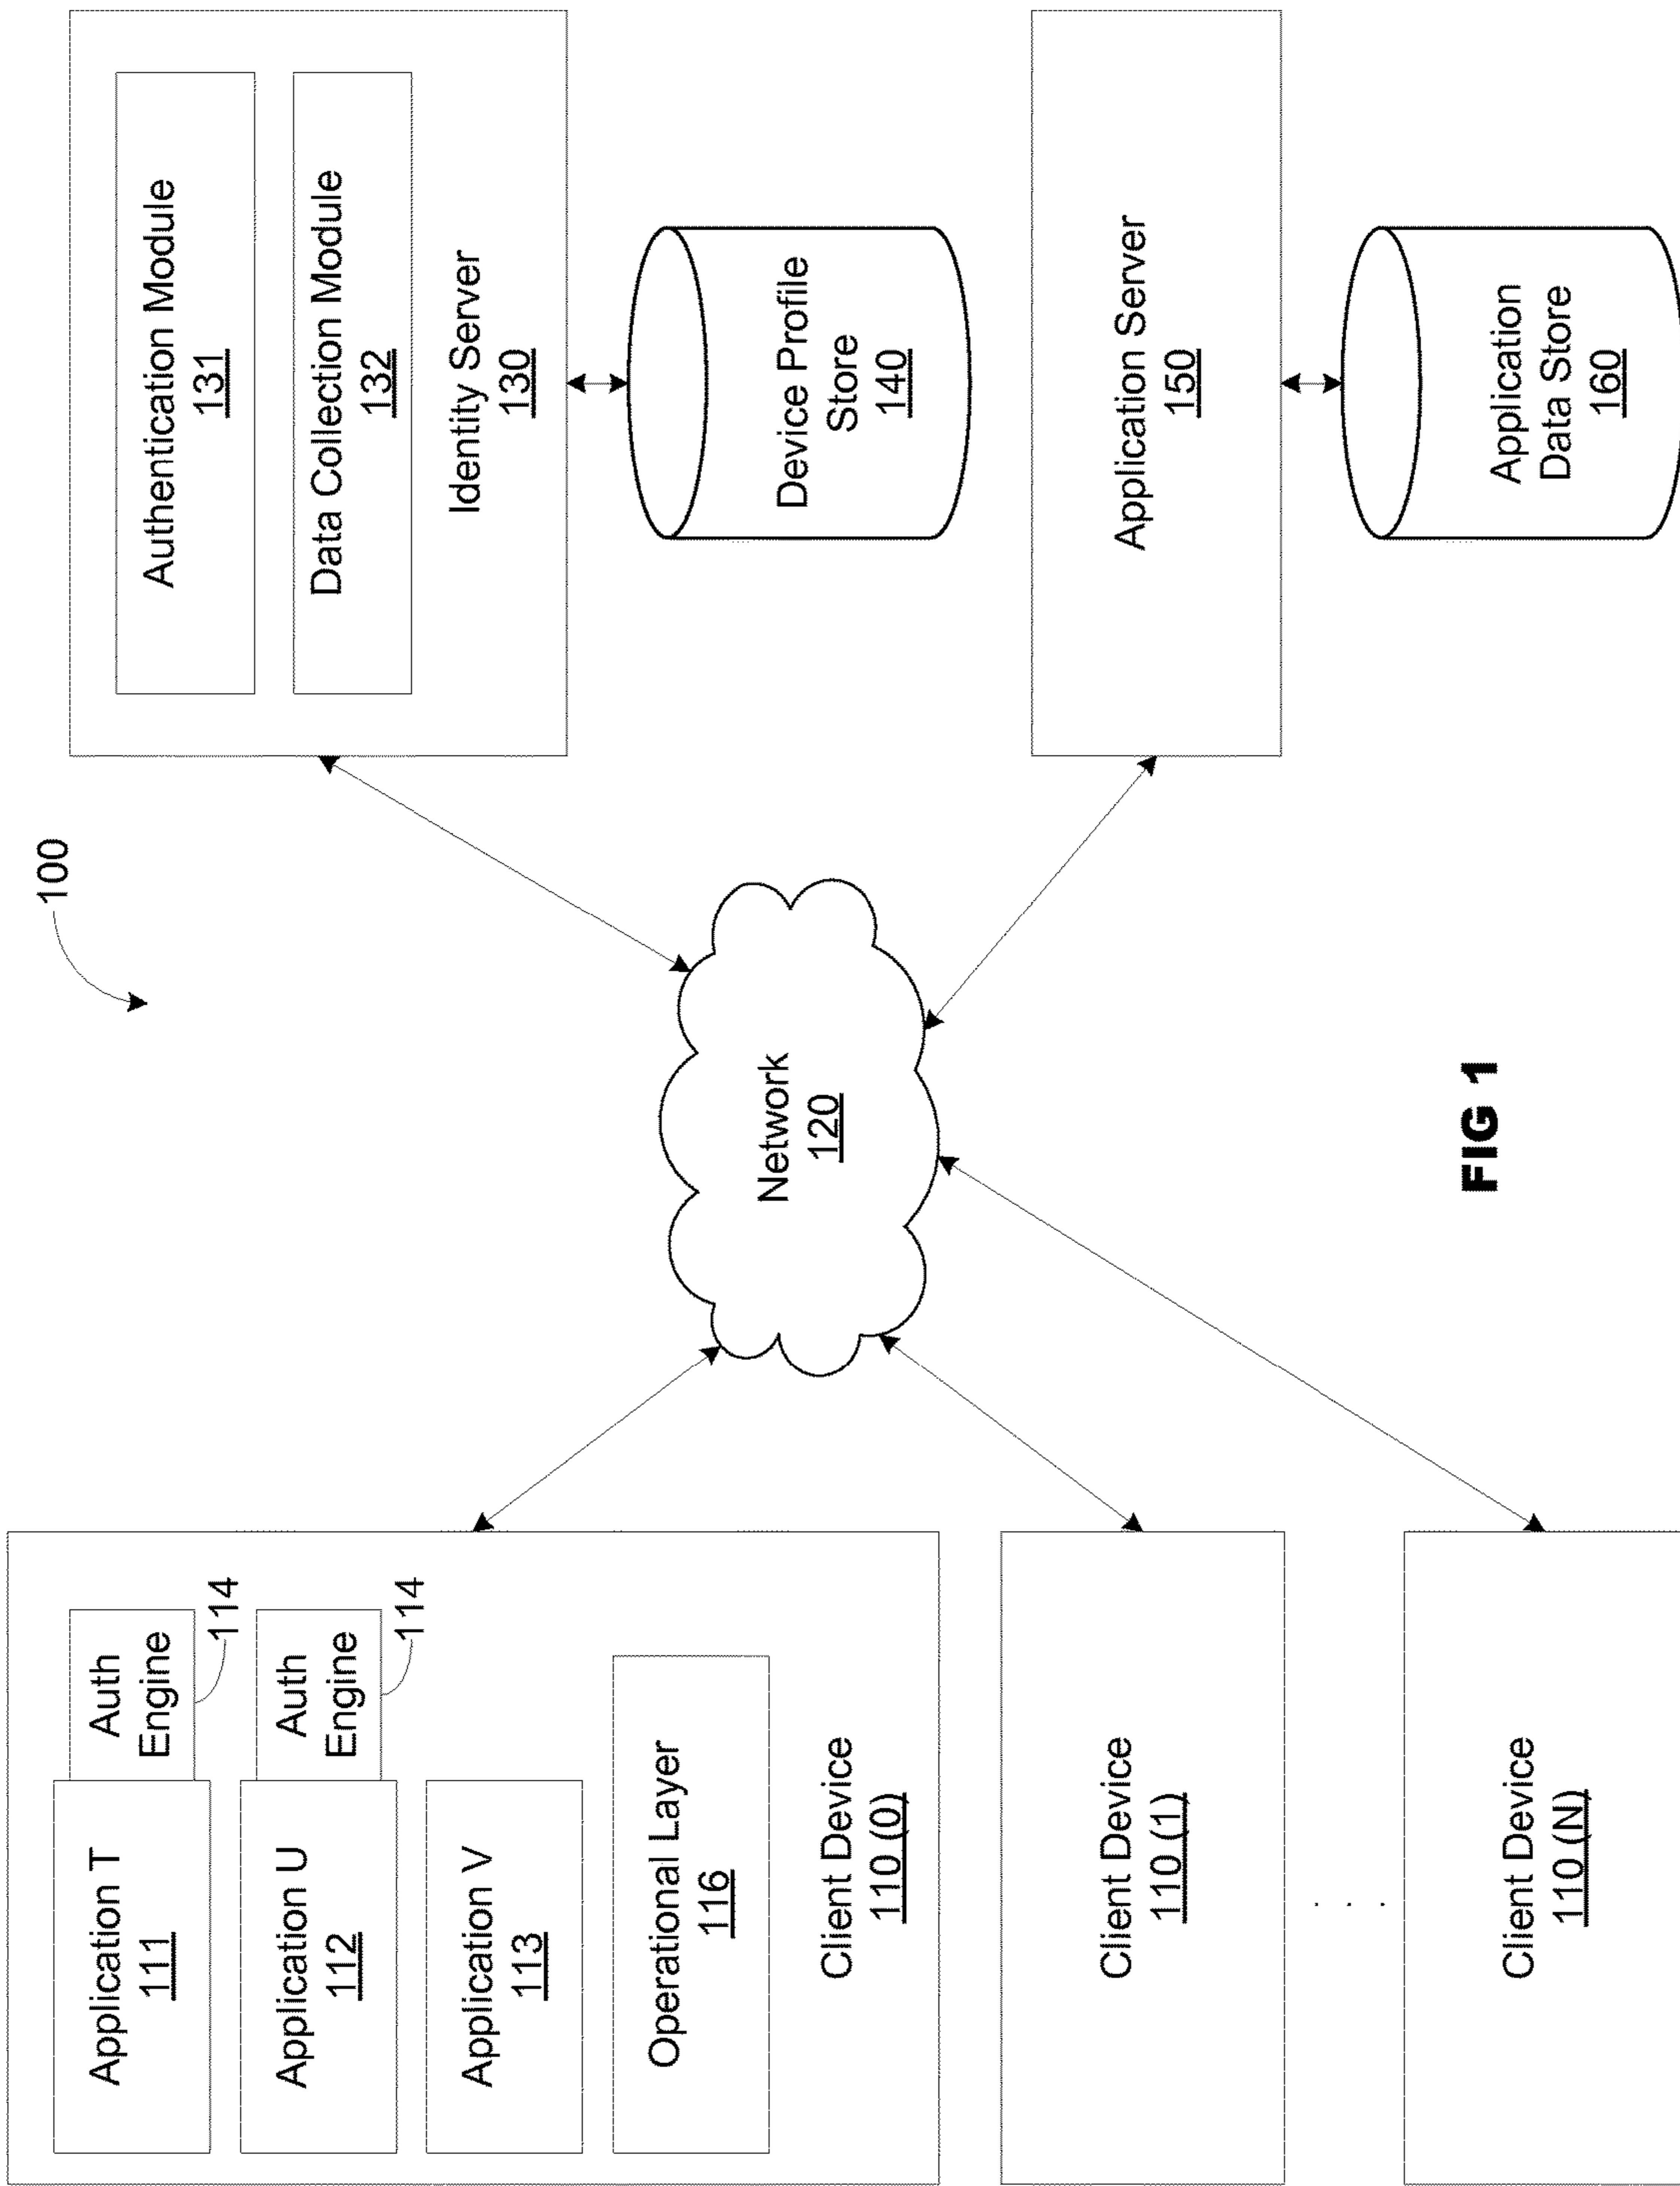 100
Application T
111
Auth
Engine
114
Application U
112
Auth
Engine
114
Application V
113
Operational Layer
116
Client Device
110 (0)
Client Device
110 (1)
. . .
Client Device
110 (N)
Network
120
Authentication Module
131
Data Collection Module
132
Identity Server
130
Device Profile
Store
140
Application Server
150
Application
Data Store
160
FIG 1